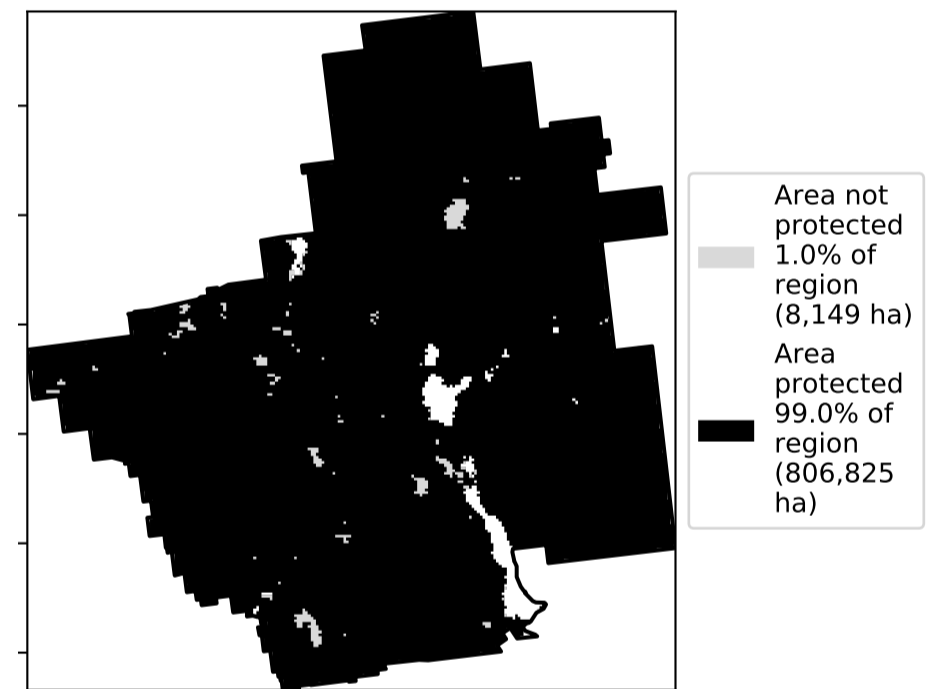 Area not
protected
1.0% of
region
(8,149 ha)
Area
protected
99.0% of
region
(806,825
ha)